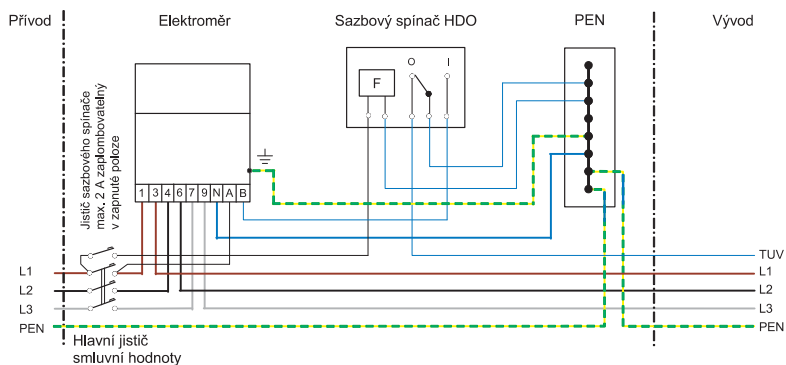 Přívod
Elektroměr
Sazbový spínač HDO
PEN
Vývod
Jistič sazbového spínače
max, 2 A zaplombovatelný
v zapnuté poloze
F
O
I
1 3 4 6 7 9 N A B
L1
L2
L3
PEN
TUV
L1
L2
L3
PEN
Hlavní jistič
smluvní hodnoty